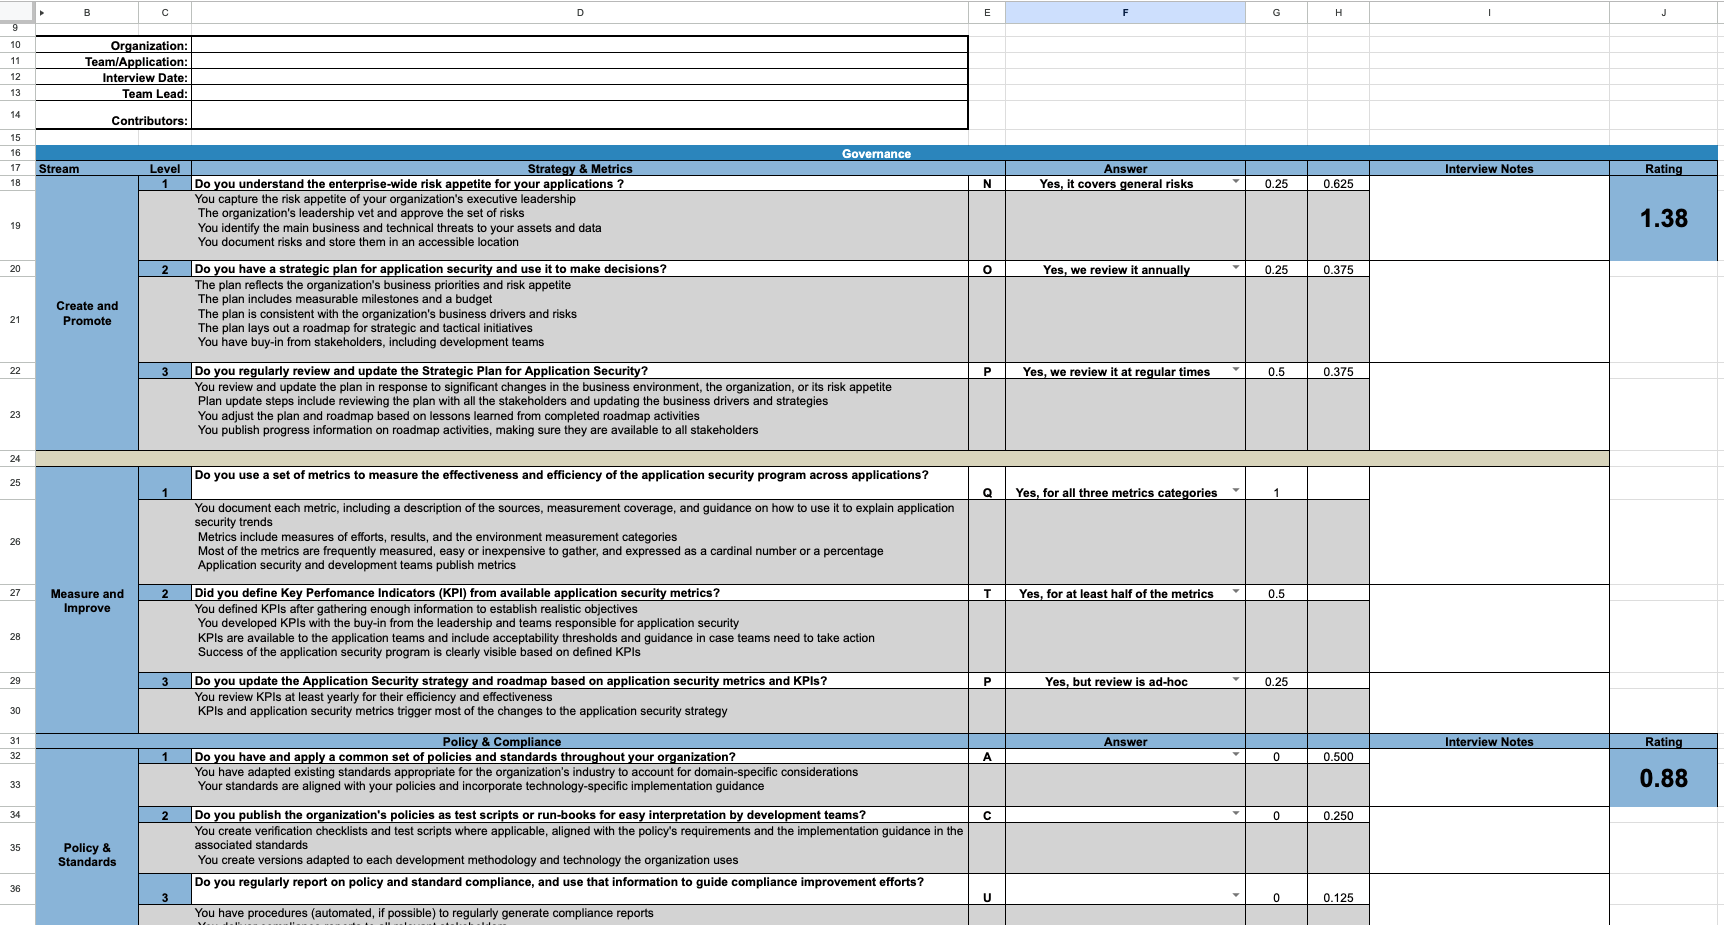 B C D E F G H I J
9
10 Organization:
11 Team/Application:
12 Interview Date:
13 Team Lead:
14 Contributors:
15
16 Governance
17 Stream Level Strategy & Metrics Answer Interview Notes Rating
18 1 Do you understand the enterprise-wide risk appetite for your applications ? N Yes, it covers general risks 0.25 0.625
19 1.38
You capture the risk appetite of your organization's executive leadership
The organization's leadership vet and approve the set of risks
You identify the main business and technical threats to your assets and data
You document risks and store them in an accessible location
20 2 Do you have a strategic plan for application security and use it to make decisions? O Yes, we review it annually 0.25 0.375
21 Create and
Promote
The plan reflects the organization's business priorities and risk appetite
The plan includes measurable milestones and a budget
The plan is consistent with the organization's business drivers and risks
The plan lays out a roadmap for strategic and tactical initiatives
You have buy-in from stakeholders, including development teams
22 3 Do you regularly review and update the Strategic Plan for Application Security? P Yes, we review it at regular times 0.5 0.375
23
You review and update the plan in response to significant changes in the business environment, the organization, or its risk appetite
Plan update steps include reviewing the plan with all the stakeholders and updating the business drivers and strategies
You adjust the plan and roadmap based on lessons learned from completed roadmap activities
You publish progress information on roadmap activities, making sure they are available to all stakeholders
24
25 1 Do you use a set of metrics to measure the effectiveness and efficiency of the application security program across applications? Q Yes, for all three metrics categories 1
26
You document each metric, including a description of the sources, measurement coverage, and guidance on how to use it to explain application
security trends
Metrics include measures of efforts, results, and the environment measurement categories
Most of the metrics are frequently measured, easy or inexpensive to gather, and expressed as a cardinal number or a percentage
Application security and development teams publish metrics
27 Measure and
Improve
2 Did you define Key Perfomance Indicators (KPI) from available application security metrics? T Yes, for at least half of the metrics 0.5
28
You defined KPIs after gathering enough information to establish realistic objectives
You developed KPIs with the buy-in from the leadership and teams responsible for application security
KPIs are available to the application teams and include acceptability thresholds and guidance in case teams need to take action
Success of the application security program is clearly visible based on defined KPIs
29 3 Do you update the Application Security strategy and roadmap based on application security metrics and KPIs? P Yes, but review is ad-hoc 0.25
30
You review KPIs at least yearly for their efficiency and effectiveness
KPIs and application security metrics trigger most of the changes to the application security strategy
31 Policy & Compliance Answer Interview Notes Rating
32 1 Do you have and apply a common set of policies and standards throughout your organization? A 0 0.500
33 0.88
You have adapted existing standards appropriate for the organization's industry to account for domain-specific considerations
Your standards are aligned with your policies and incorporate technology-specific implementation guidance
34 2 Do you publish the organization's policies as test scripts or run-books for easy interpretation by development teams? C 0 0.250
35 Policy &
Standards
You create verification checklists and test scripts where applicable, aligned with the policy's requirements and the implementation guidance in the
associated standards
You create versions adapted to each development methodology and technology the organization uses
36 3 Do you regularly report on policy and standard compliance, and use that information to guide compliance improvement efforts? U 0 0.125
You have procedures (automated, if possible) to regularly generate compliance reports